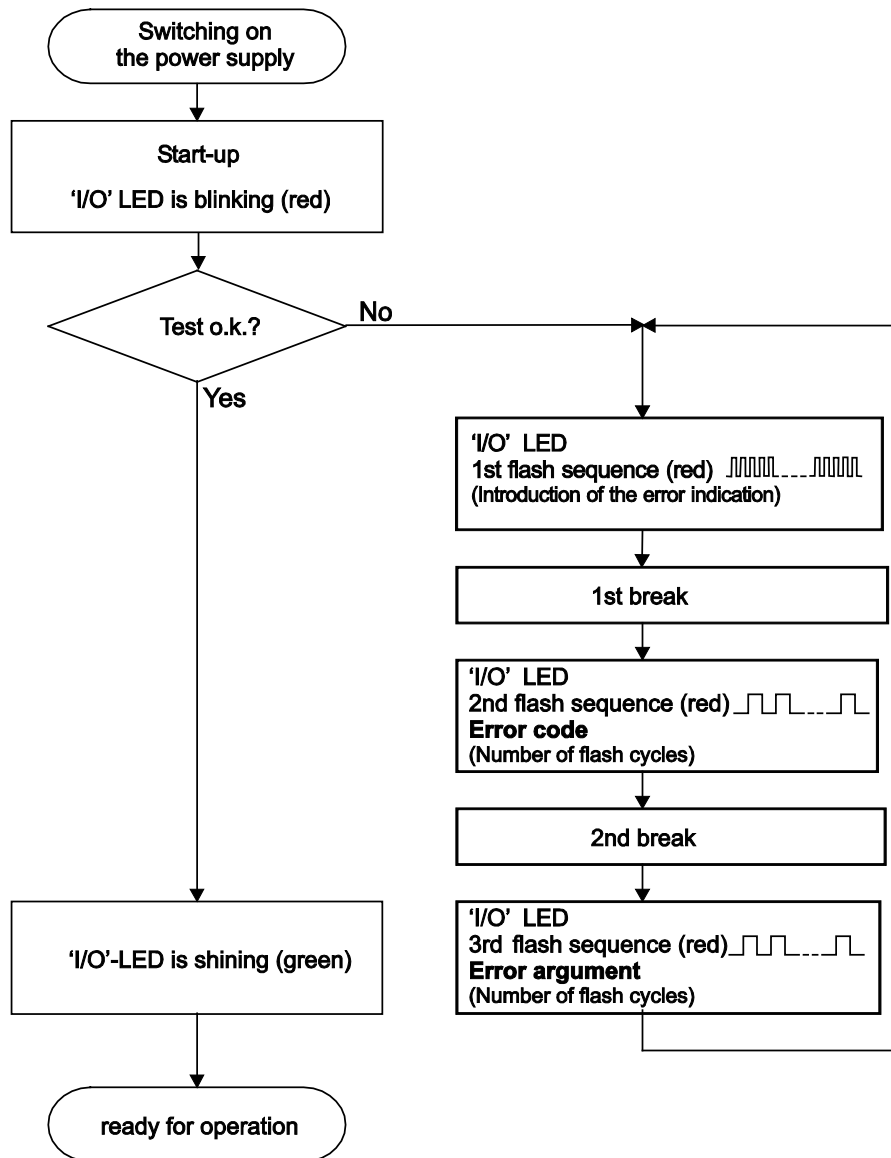 Switching on
the power supply
Start-up
‘I/O’ LED is blinking (red)
Test o.k.?
No
Yes
‘I/O’ LED
1st flash sequence (red)
(Introduction of the error indication)
1st break
‘I/O’ LED
2nd flash sequence (red)
Error code
(Number of flash cycles)
2nd break
‘I/O’ LED
3rd flash sequence (red)
Error argument
(Number of flash cycles)
‘I/O’-LED is shining (green)
ready for operation